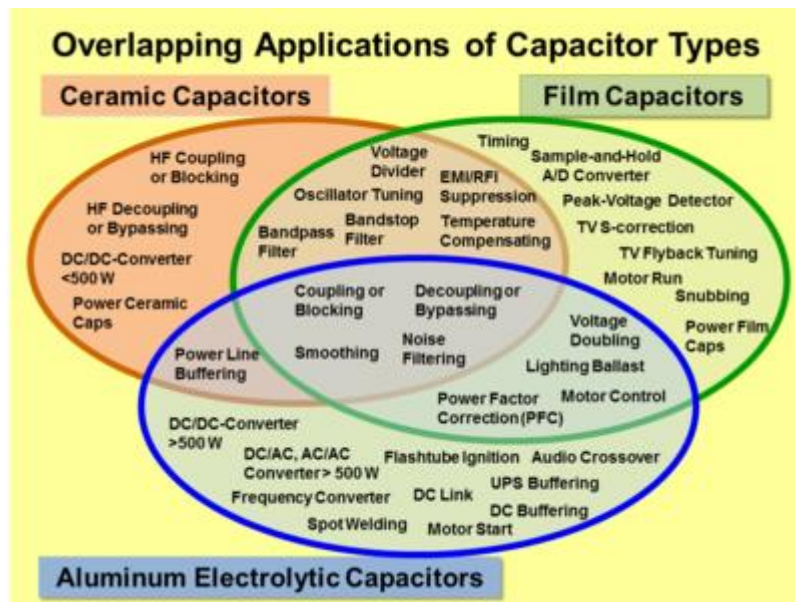 Overlapping Applications of Capacitor Types
Ceramic Capacitors
Film Capacitors
HF Coupling
or Blocking
HF Decoupling
or Bypassing
DC/DC-Converter
<500 W
Power Ceramic
Caps
Voltage
Divider
Oscillator Tuning
EMI/RFI
Suppression
Bandpass
Filter
Bandstop
Filter
Temperature
Compensating
Timing
Sample-and-Hold
A/D Converter
Peak-Voltage Detector
TV S-correction
TV Flyback Tuning
Motor Run
Snubbing
Power Film
Caps
Coupling or
Blocking
Decoupling or
Bypassing
Smoothing
Noise
Filtering
Power Line
Buffering
Voltage
Doubling
Lighting Ballast
Power Factor
Correction (PFC)
Motor Control
DC/DC-Converter
>500 W
DC/AC, AC/AC
Converter > 500 W
Flashtube Ignition
Audio Crossover
Frequency Converter
DC Link
UPS Buffering
DC Buffering
Spot Welding
Motor Start
Aluminum Electrolytic Capacitors